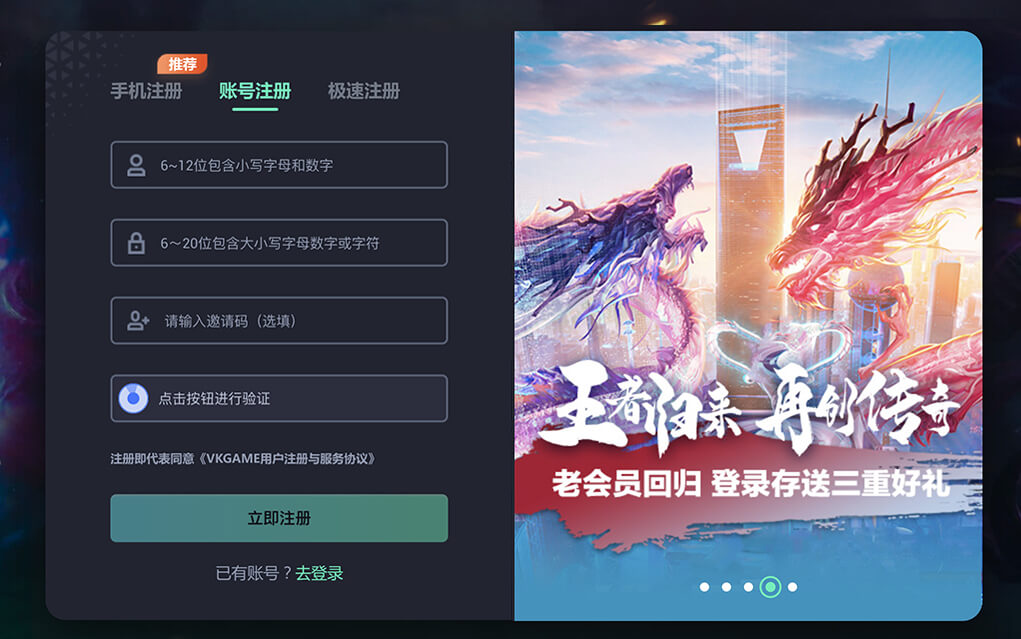 推荐
手机注册 账号注册 极速注册
6~12位包含小写字母和数字
6～20位包含大小写字母数字或字符
请输入邀请码（选填）
点击按钮进行验证
注册即代表同意《VKGAME用户注册与服务协议》
立即注册
已有账号？去登录
王者归来 再创传奇
老会员回归 登录存送三重好礼